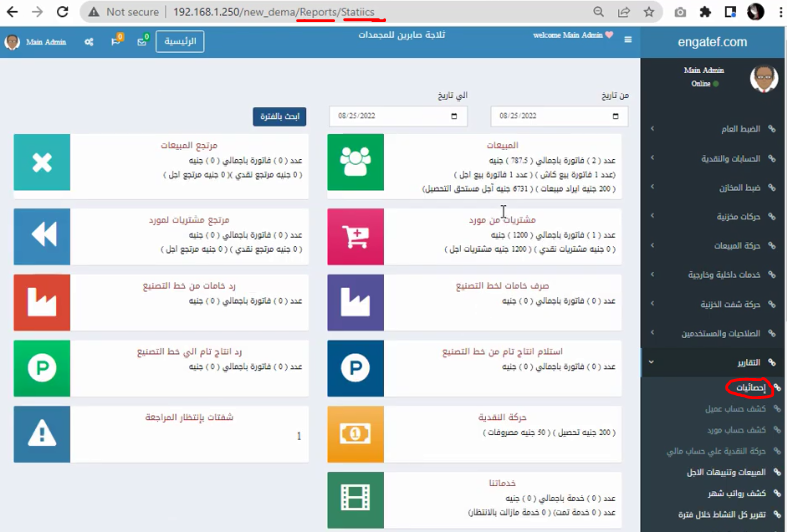 Not secure
192.168.1.250/new_dema/Reports/Statiics
engatef.com
ثلاجة صابرين للمجمدات
welcome Main Admin
الرئيسية
0
0
Main Admin
Main Admin
Online
الضبط العام
الحسابات والنقدية
ضبط المخازن
حركات مخزنية
حركة المبيعات
خدمات داخلية وخارجية
حركة شفت الخزنية
الصلاحيات والمستخدمين
التقارير
إحصائيات
كشف حساب عميل
كشف حساب مورد
حركة النقدية علي حساب مالي
المبيعات وتنبيهات الاجل
كشف رواتب شهر
تقرير كل النشاط خلال فترة
من تاريخ
08/25/2022
الي تاريخ
08/25/2022
ابحث بالفترة
المبيعات
عدد ( 2 ) فاتورة باجمالي ( 787.5 ) جنيه
(عدد 1 فاتورة بيع كاش ) ( عدد 1 فاتورة بيع اجل )
( 200 جنيه ايراد مبيعات ) ( 6731 جنيه آجل مستحق التحصيل)
مرتجع المبيعات
عدد ( 0 ) فاتورة باجمالي ( 0 ) جنيه
( 0 جنيه مرتجع نقدي )( 0 جنيه مرتجع اجل )
مشتريات من مورد
عدد ( 1 ) فاتورة باجمالي ( 1200 ) جنيه
( 0 جنيه مشتريات نقدي ) ( 1200 جنيه مشتريات اجل )
مرتجع مشتريات لمورد
عدد ( 0 ) فاتورة باجمالي ( 0 ) جنيه
( 0 جنيه مرتجع نقدي ) ( 0 جنيه مرتجع اجل )
صرف خامات لخط التصنيع
عدد ( 0 ) فاتورة باجمالي ( 0 ) جنيه
رد خامات من خط التصنيع
عدد ( 0 ) فاتورة باجمالي ( 0 ) جنيه
استلام انتاج تام من خط التصنيع
عدد ( 0 ) فاتورة باجمالي ( 0 ) جنيه
P
رد انتاج تام الي خط التصنيع
عدد ( 0 ) فاتورة باجمالي ( 0 ) جنيه
P
حركة النقدية
( 200 جنيه تحصيل ) ( 50 جنيه مصروفات )
1
شفتات بإنتظار المراجعة
1
خدماتنا
عدد ( 0 ) خدمة باجمالي ( 0 ) جنيه
( 0 خدمة تمت) ( 0 خدمة مازالت بالانتظار)